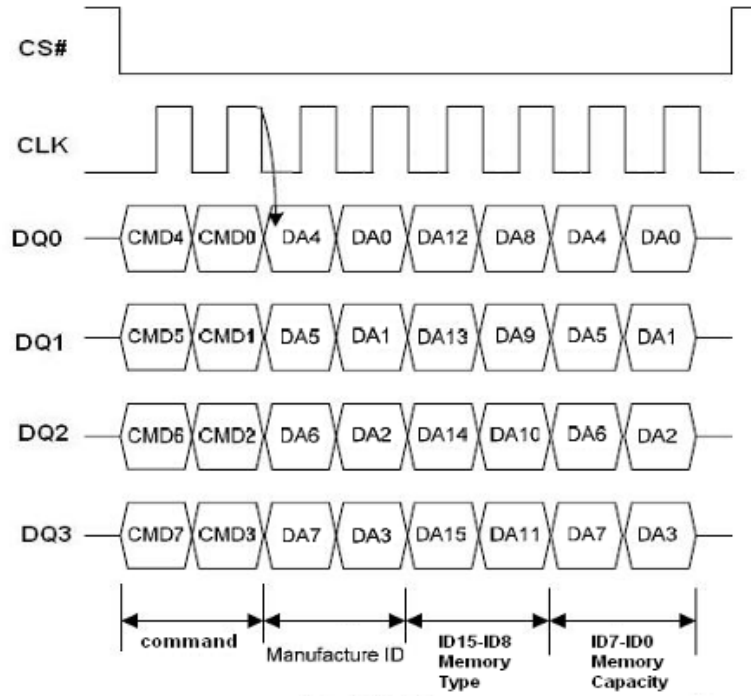 CS#
CLK
DQ0 CMD4 CMD0 DA4 DA0 DA12 DA8 DA4 DA0
DQ1 CMD5 CMD1 DA5 DA1 DA13 DA9 DA5 DA1
DQ2 CMD6 CMD2 DA6 DA2 DA14 DA10 DA6 DA2
DQ3 CMD7 CMD3 DA7 DA3 DA15 DA11 DA7 DA3
command
Manufacture ID
ID15-ID8
Memory
Type
ID7-ID0
Memory
Capacity